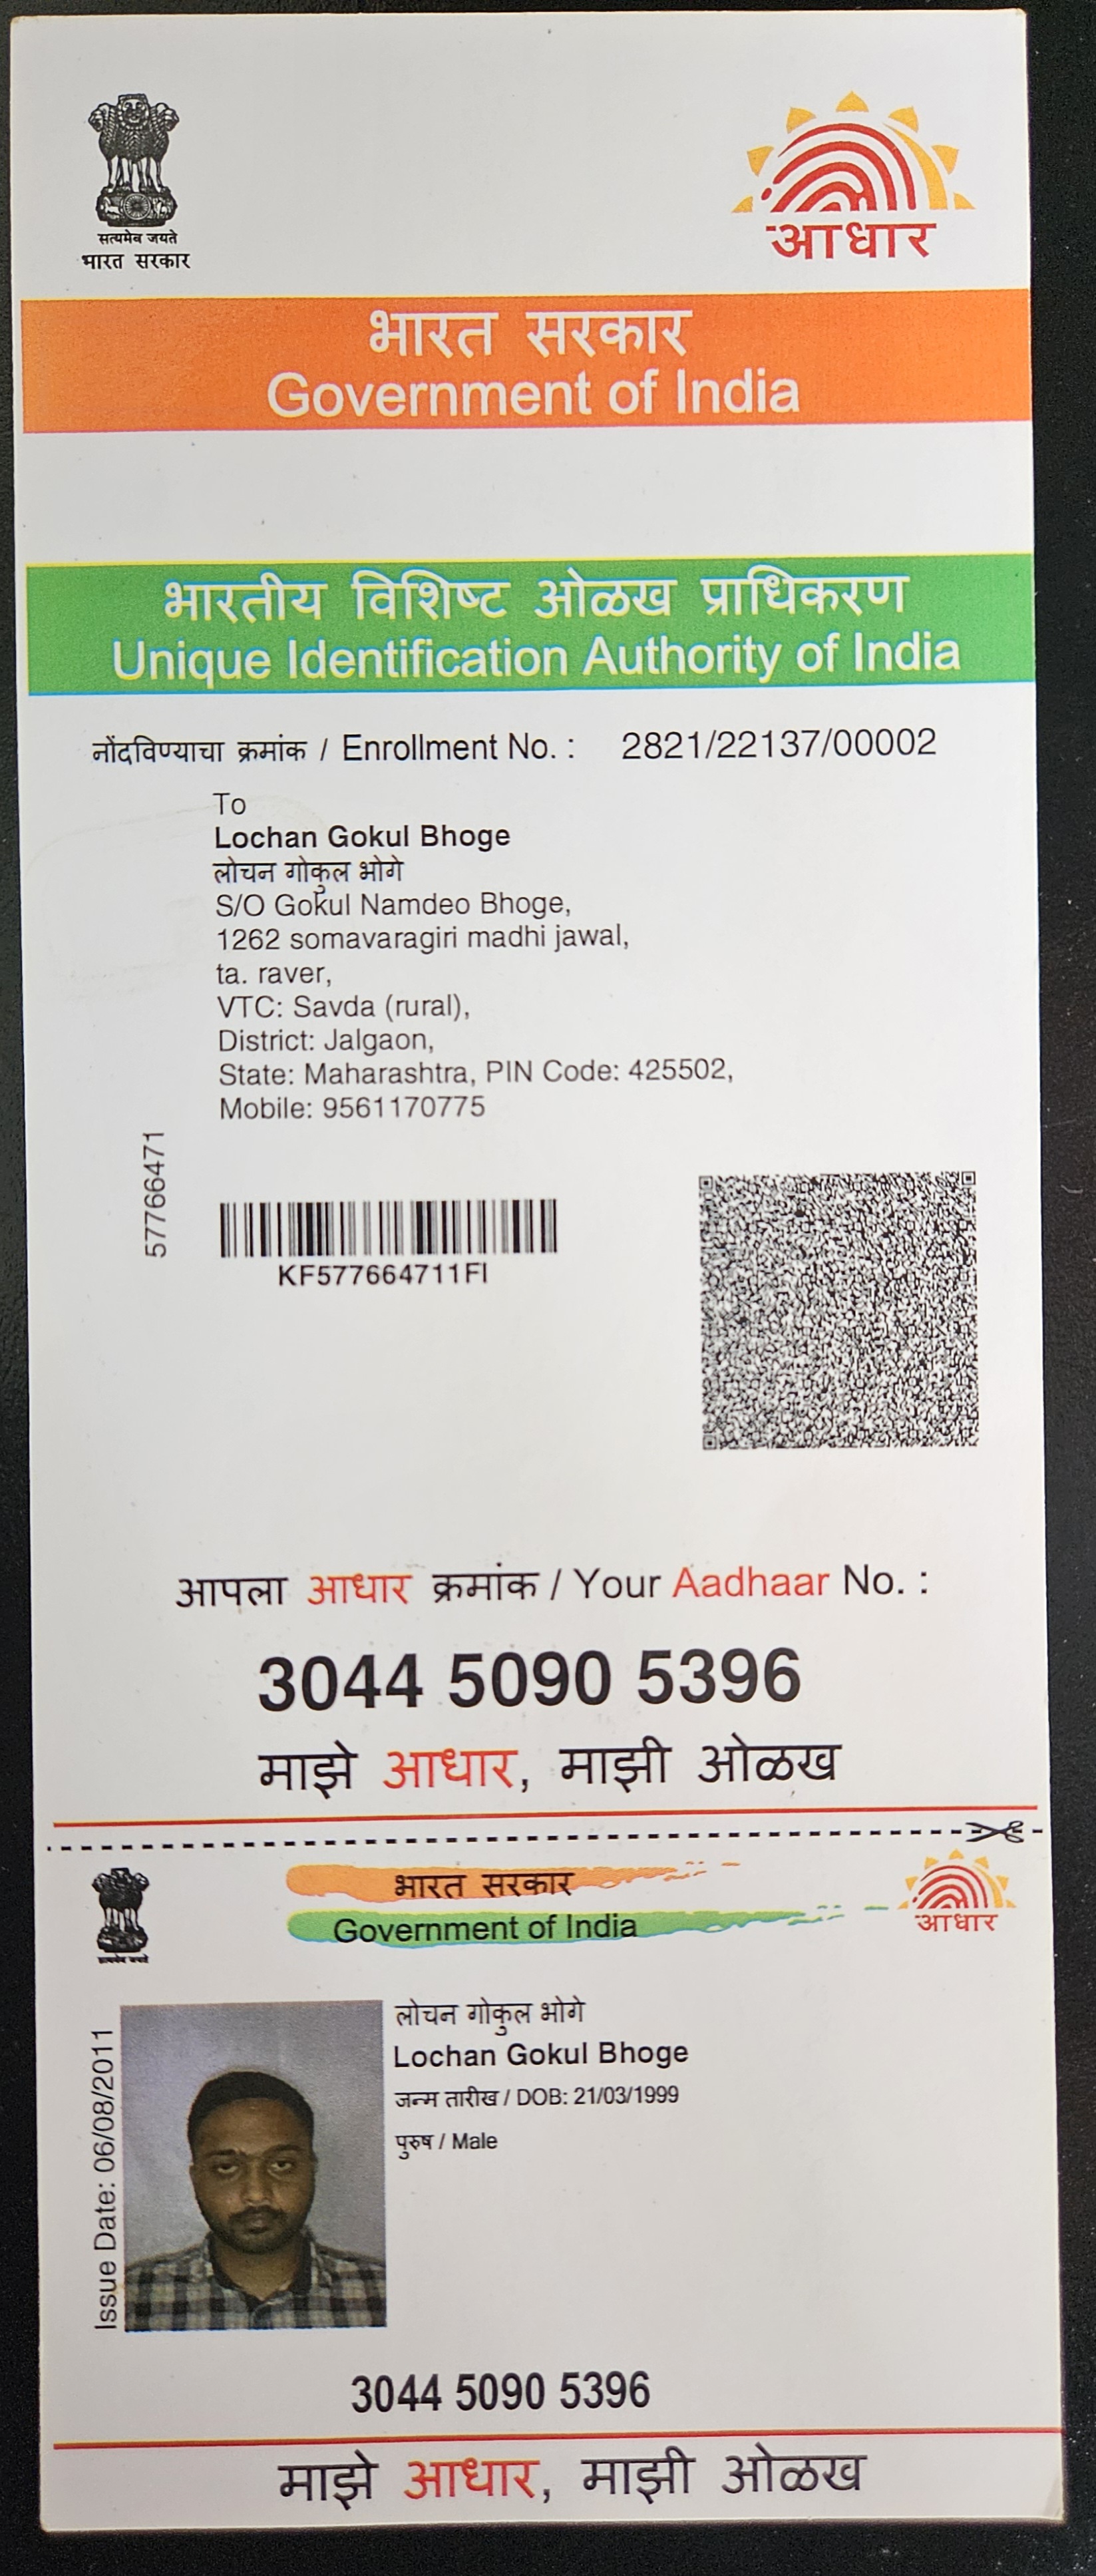 सत्यमेव जयते
भारत सरकार
आधार
भारत सरकार
Government of India
भारतीय विशिष्ट ओळख प्राधिकरण
Unique Identification Authority of India
नोंदविण्याचा क्रमांक / Enrollment No. : 2821/22137/00002
To
Lochan Gokul Bhoge
लोचन गोकुल भोगे
S/O Gokul Namdeo Bhoge,
1262 somavaragiri madhi jawal,
ta. raver,
VTC: Savda (rural),
District: Jalgaon,
State: Maharashtra, PIN Code: 425502,
Mobile: 9561170775
57766471
KF577664711FI
आपला आधार क्रमांक / Your Aadhaar No. :
3044 5090 5396
माझे आधार, माझी ओळख
सत्यमेव जयते
भारत सरकार
Government of India
आधार
Issue Date: 06/08/2011
लोचन गोकुल भोगे
Lochan Gokul Bhoge
जन्म तारीख / DOB: 21/03/1999
पुरुष / Male
3044 5090 5396
माझे आधार, माझी ओळख